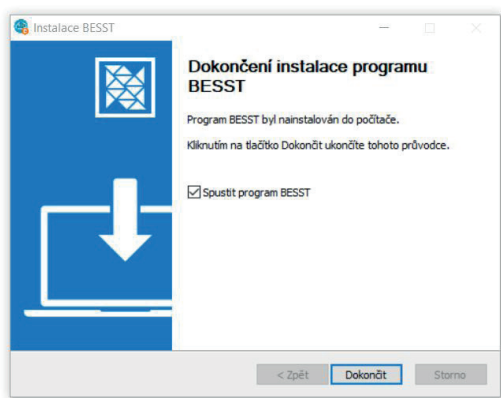 Instalace BESST
Dokončení instalace programu
BESST
Program BESST byl nainstalován do počítače.
Kliknutím na tlačítko Dokončit ukončíte tohoto průvodce.
Spustit program BESST
< Zpět
Dokončit
Storno